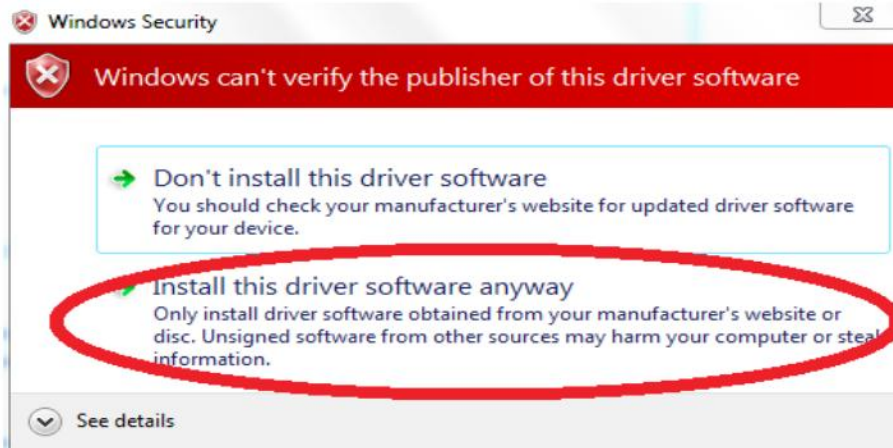 Windows Security
Windows can't verify the publisher of this driver software
Don't install this driver software
You should check your manufacturer's website for updated driver software
for your device.
Install this driver software anyway
Only install driver software obtained from your manufacturer's website or
disc. Unsigned software from other sources may harm your computer or steal
information.
See details